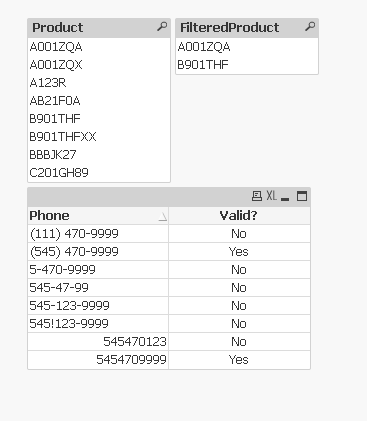 Product
A001ZQA
A001ZQX
A123R
AB21F0A
B901THF
B901THFXX
BBBJK27
C201GH89
FilteredProduct
A001ZQA
B901THF
XL
Phone Valid?
(111) 470-9999 No
(545) 470-9999 Yes
5-470-9999 No
545-47-99 No
545-123-9999 No
545!123-9999 No
545470123 No
5454709999 Yes